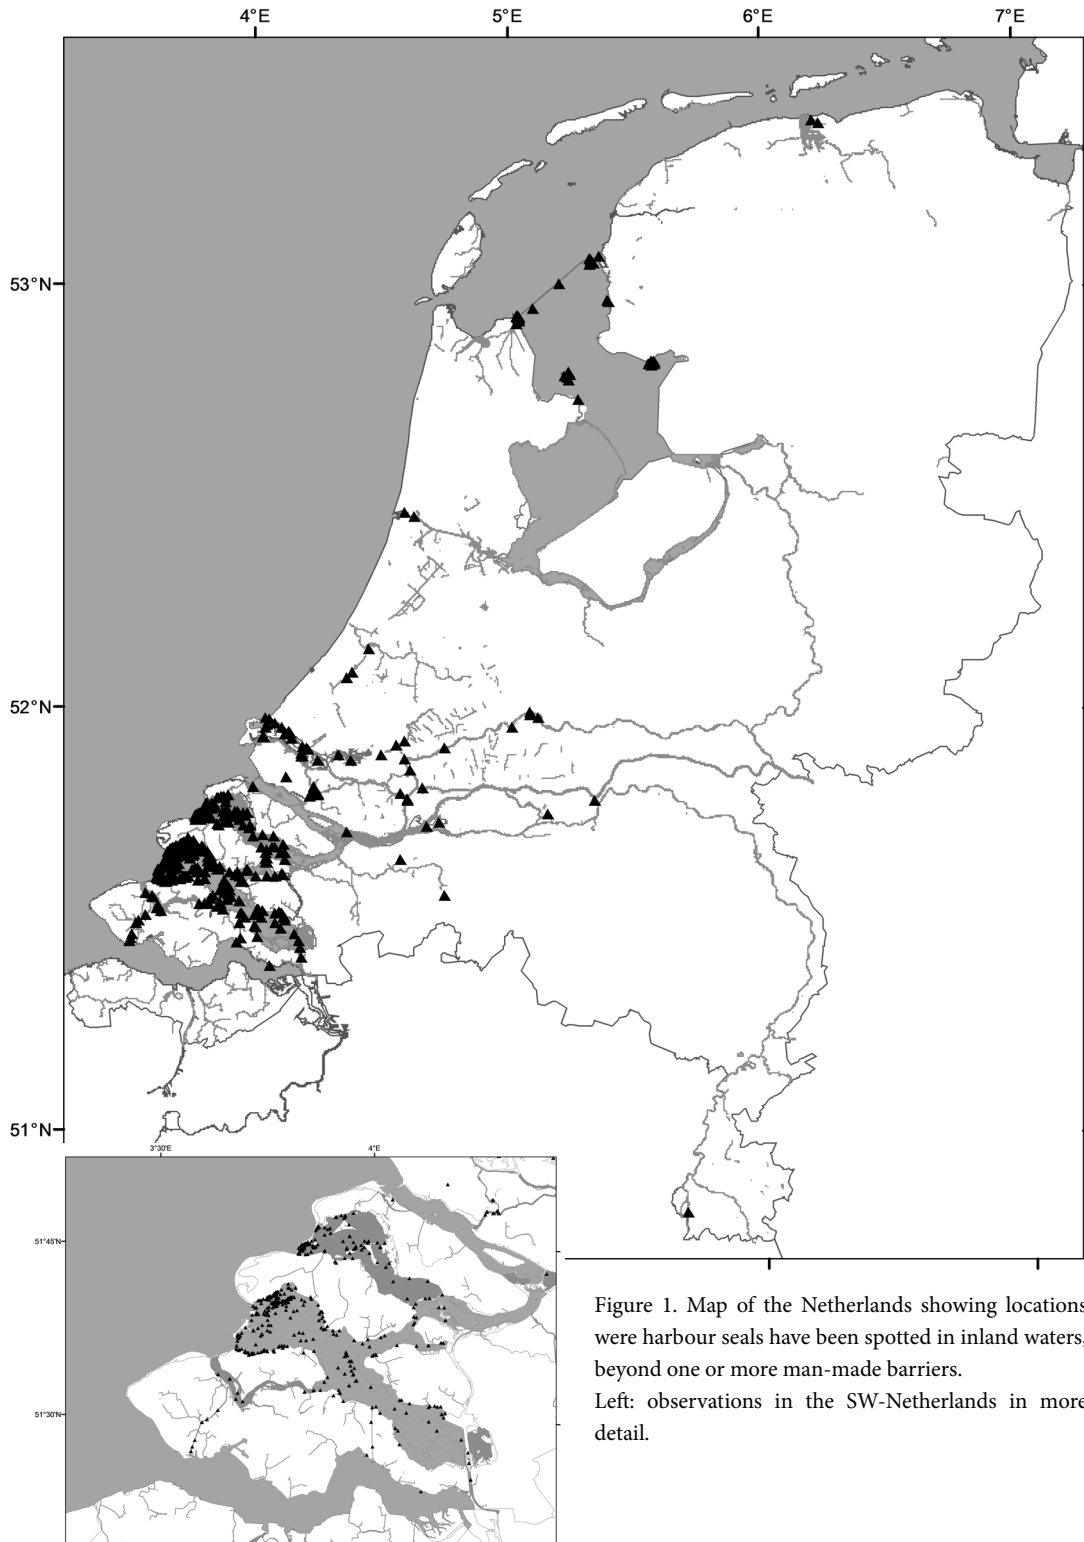 4°E 5°E 6°E 7°E
53°N
52°N
51°N
3°30'E 4°E
51°45'N
51°30'N
Figure 1. Map of the Netherlands showing locations
were harbour seals have been spotted in inland waters,
beyond one or more man-made barriers.
Left: observations in the SW-Netherlands in more
detail.